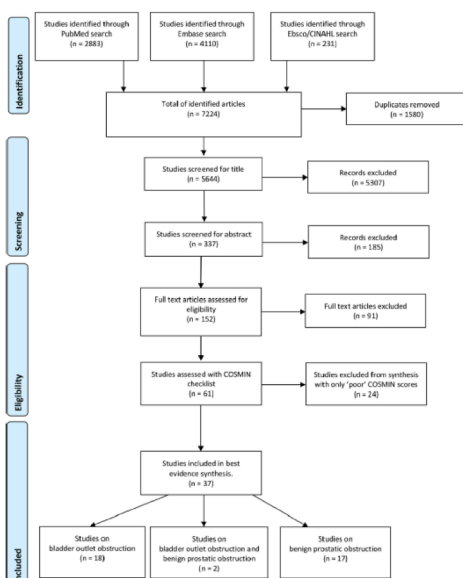 Identification
Studies identified through
PubMed search
(n = 2883)
Studies identified through
Embase search
(n = 4110)
Studies identified through
Ebsco/CINAHL search
(n = 231)
Total of identified articles
(n = 7224)
Duplicates removed
(n = 1580)
Screening
Studies screened for title
(n = 5644)
Records excluded
(n = 5307)
Studies screened for abstract
(n = 337)
Records excluded
(n = 185)
Eligibility
Full text articles assessed for
eligibility
(n = 152)
Full text articles excluded
(n = 91)
Studies assessed with COSMIN
checklist
(n = 61)
Studies excluded from synthesis
with only 'poor' COSMIN scores
(n = 24)
Studies included in best
evidence synthesis.
(n = 37)
ncluded
Studies on
bladder outlet obstruction
(n = 18)
Studies on
bladder outlet obstruction and
benign prostatic obstruction
(n = 2)
Studies on
benign prostatic obstruction
(n = 17)